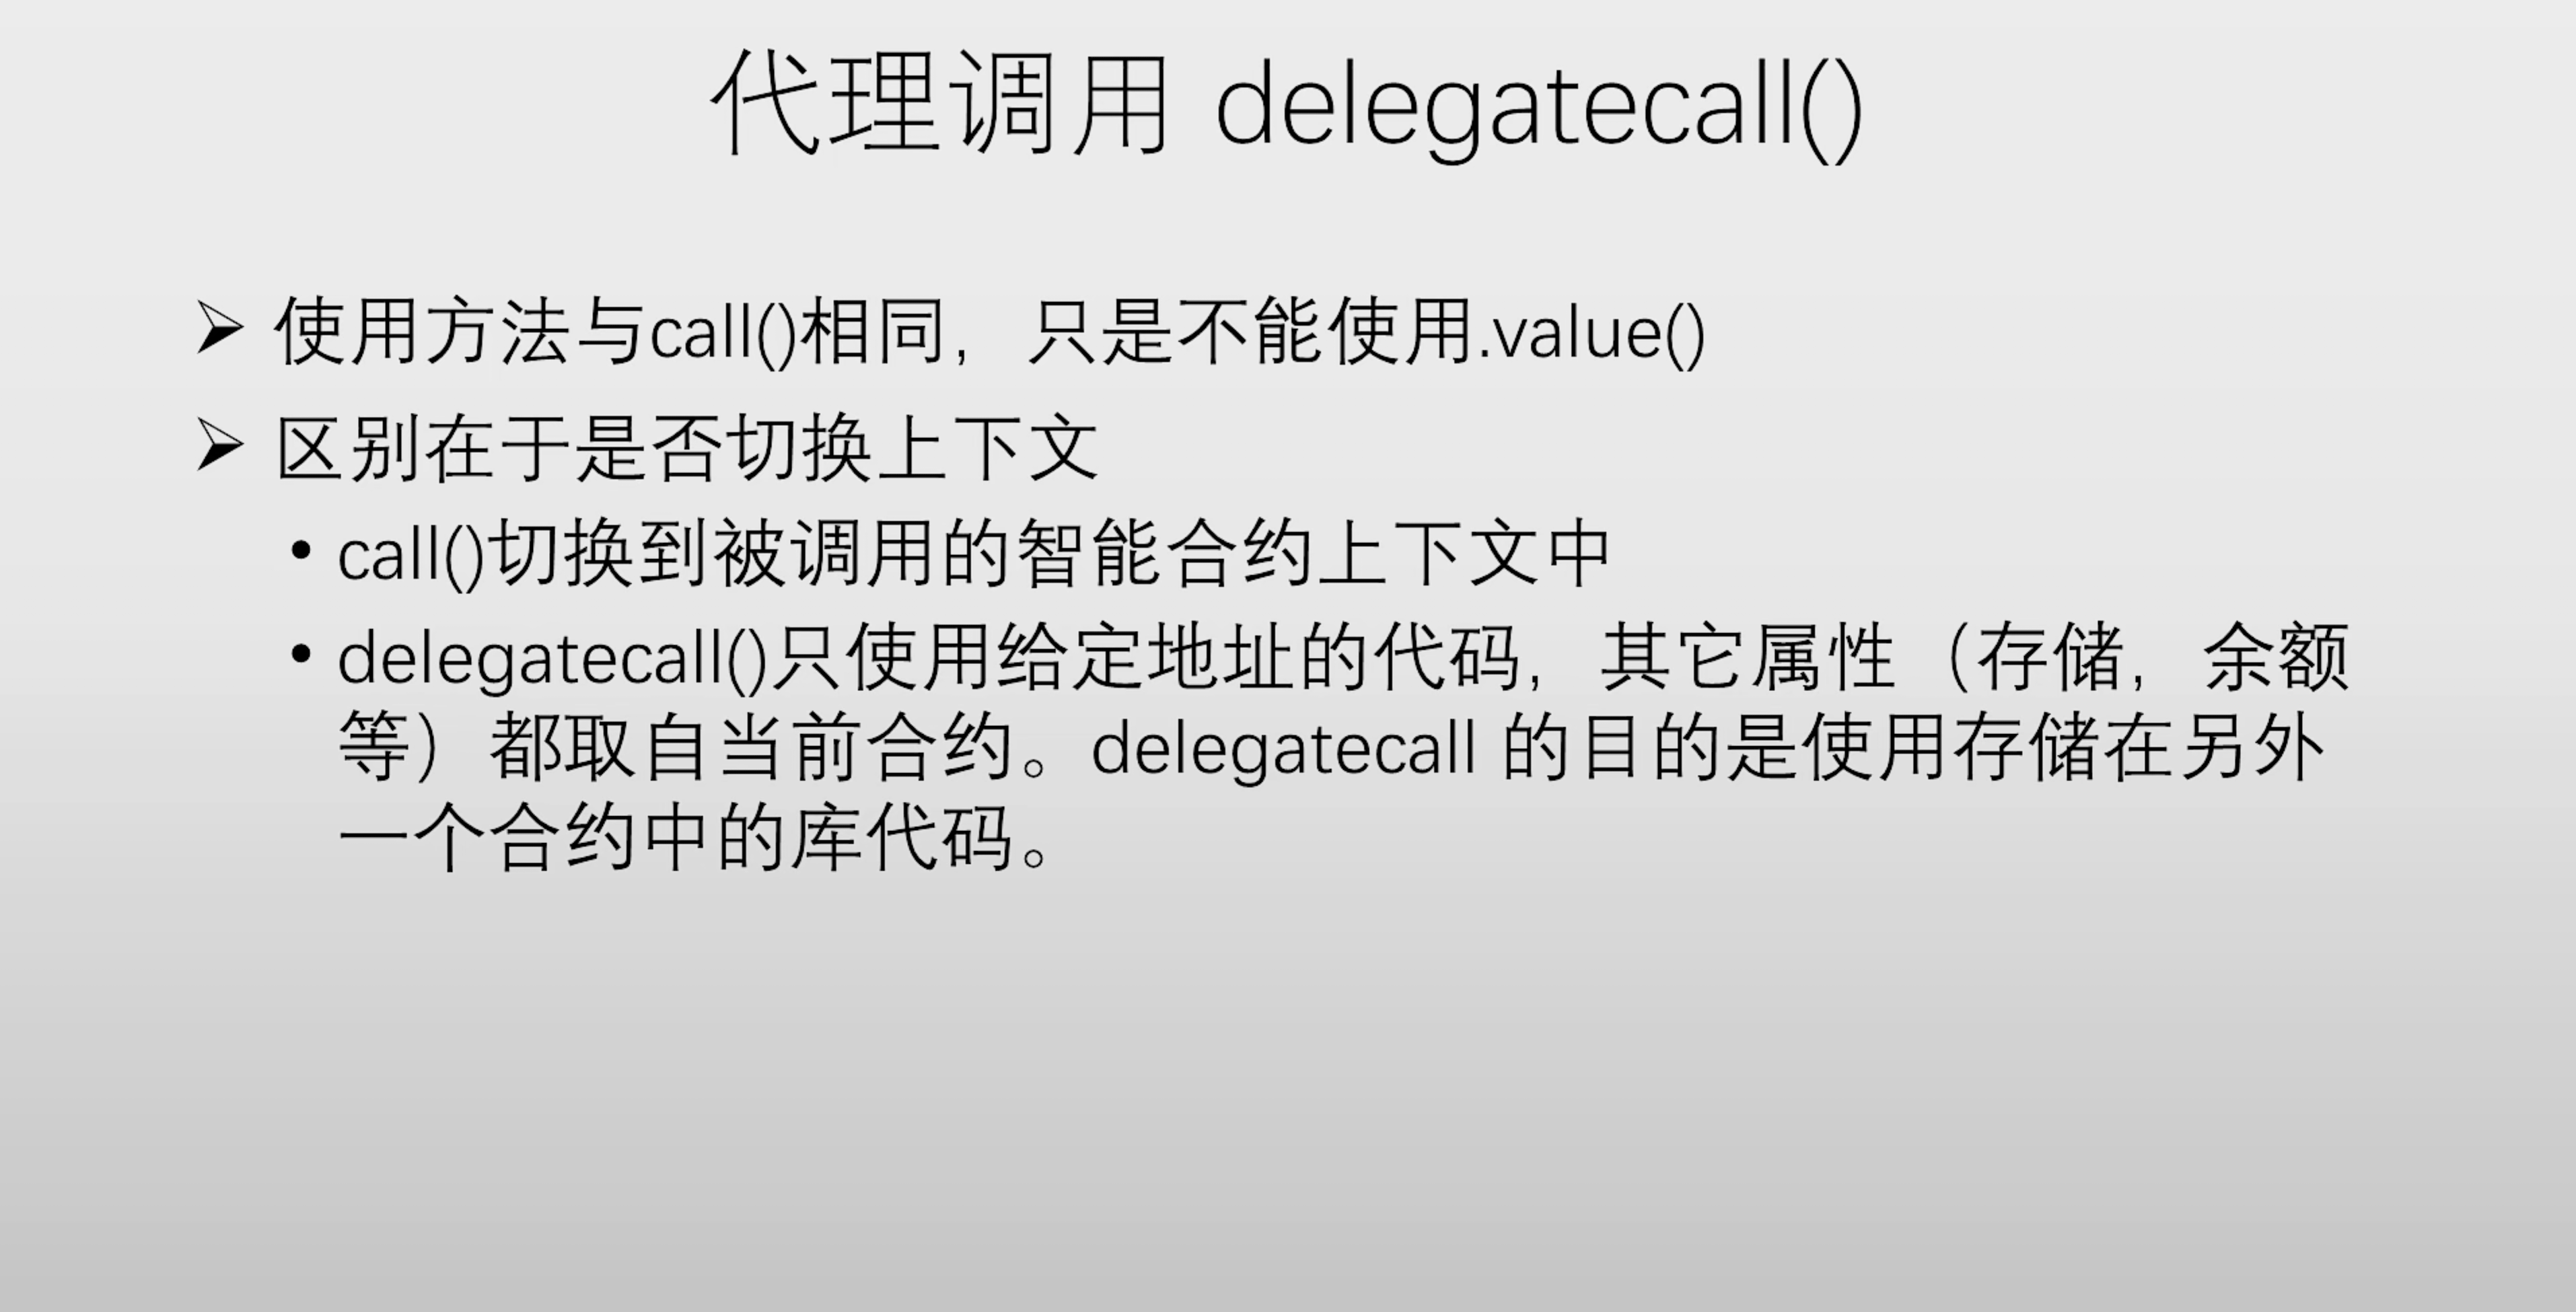 代理调用 delegatecall()
➢ 使用方法与call()相同，只是不能使用.value()
➢ 区别在于是否切换上下文
• call()切换到被调用的智能合约上下文中
• delegatecall()只使用给定地址的代码，其它属性（存储，余额
等）都取自当前合约。delegatecall 的目的是使用存储在另外
一个合约中的库代码。